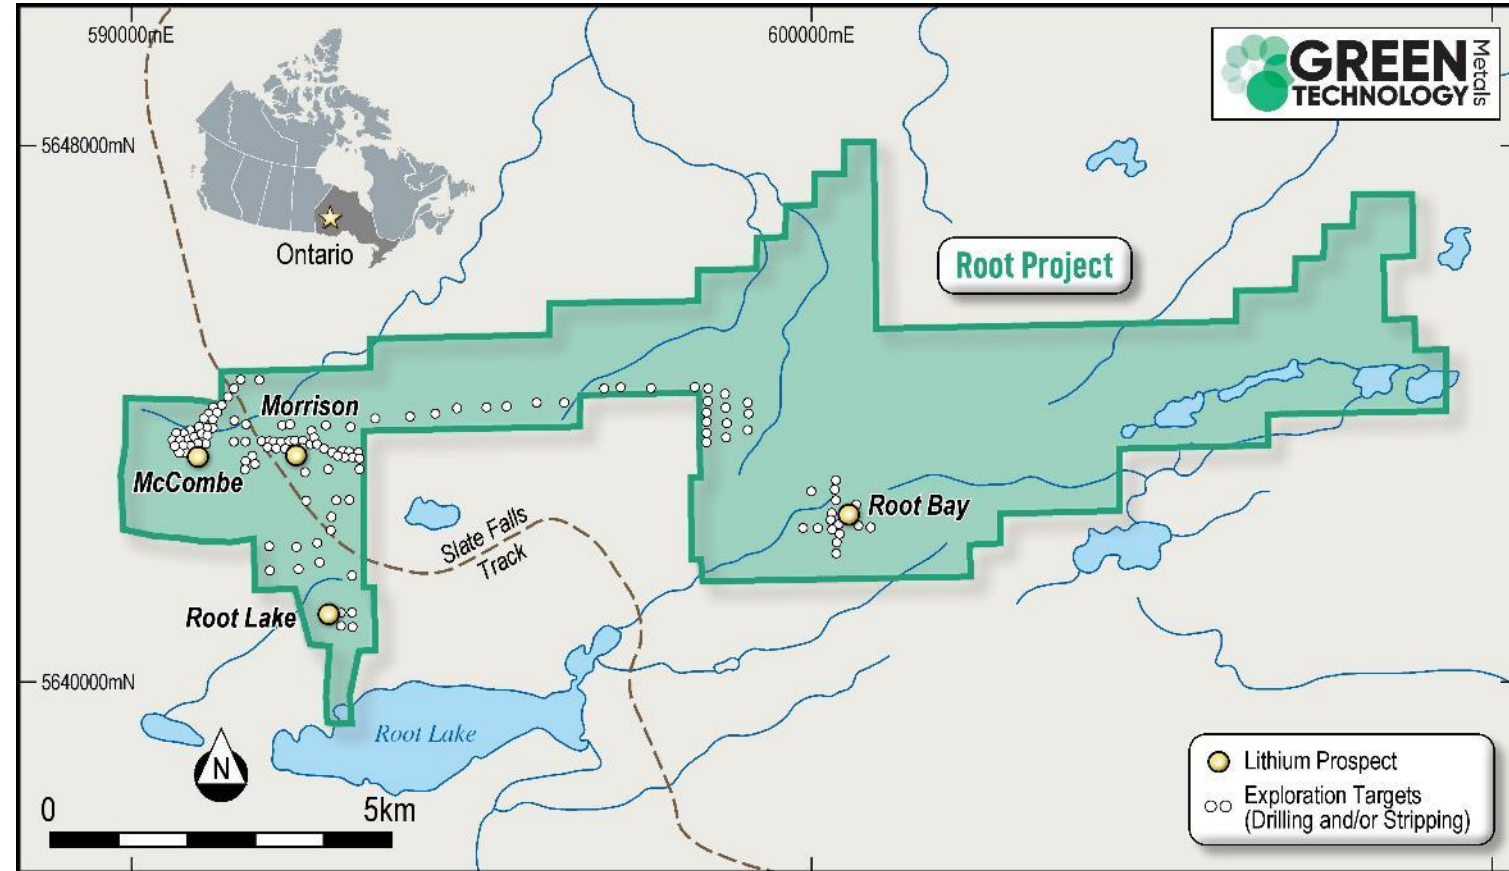 590000mE
600000mE
GREEN
TECHNOLOGY
Metals
5648000mN
Ontario
Root Project
Morrison
McCombe
Root Bay
Slate Falls
Track
Root Lake
5640000mN
Root Lake
N
0 5km
Lithium Prospect
Exploration Targets
(Drilling and/or Stripping)